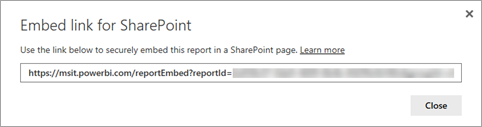 Embed link for SharePoint
Use the link below to securely embed this report in a SharePoint page. Learn more
https://msit.powerbi.com/reportEmbed?reportId=
Close